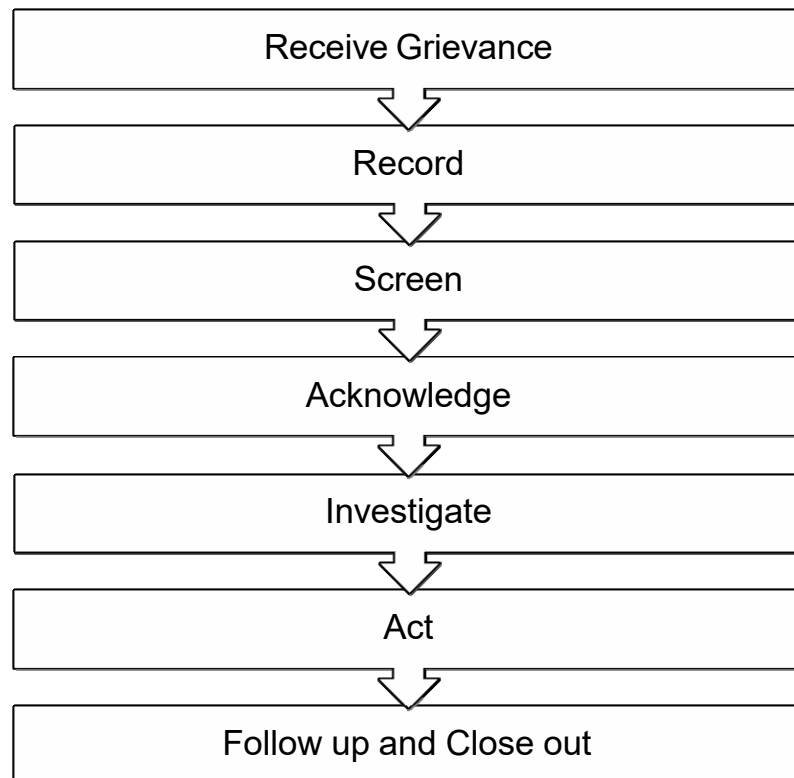 Receive Grievance
Record
Screen
Acknowledge
Investigate
Act
Follow up and Close out